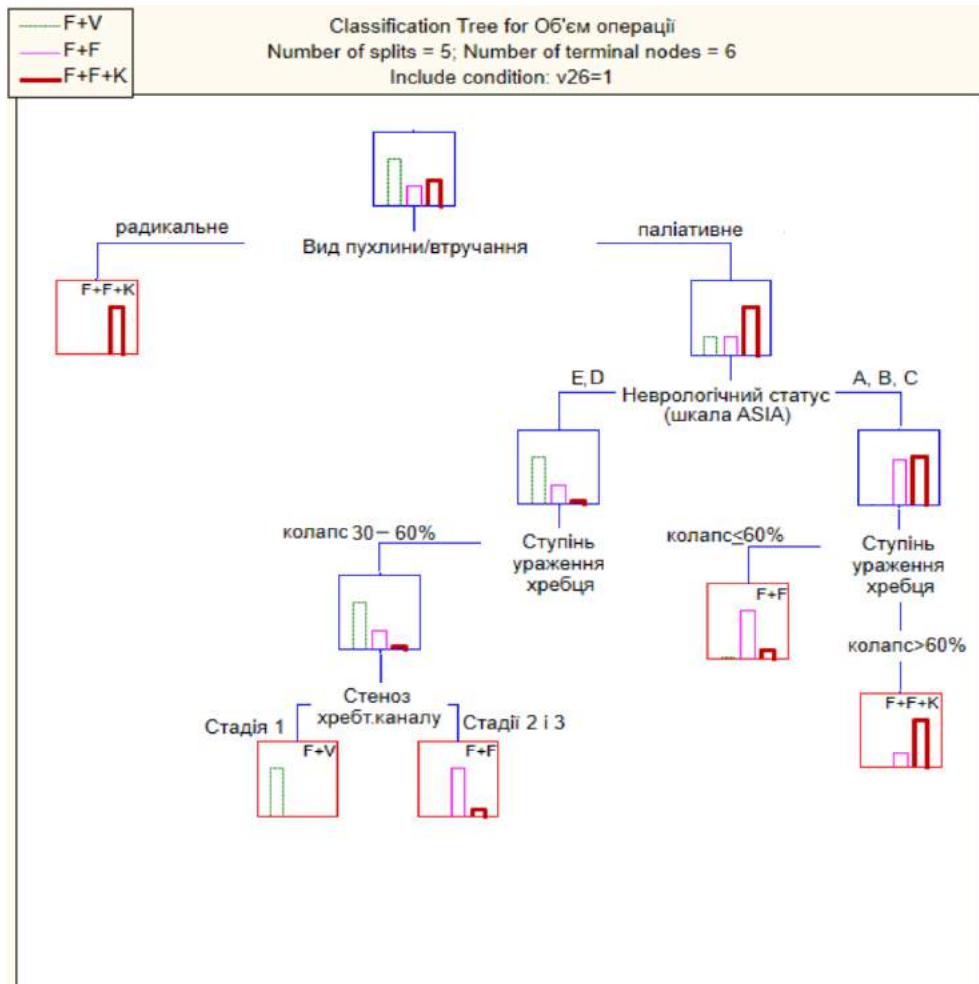 F+V
F+F
F+F+K
Classification Tree for Об'єм операції
Number of splits = 5; Number of terminal nodes = 6
Include condition: v26=1
радикальне
Вид пухлини/втручання
паліативне
F+F+K
E,D
Неврологічний статус
(шкала ASIA)
A, B, C
колапс 30– 60%
Ступінь
ураження
хребця
колапс≤60%
Ступінь
ураження
хребця
F+F
колапс>60%
Стадія 1
Стеноз
хребт.каналу
Стадії 2 і 3
F+V
F+F
F+F+K